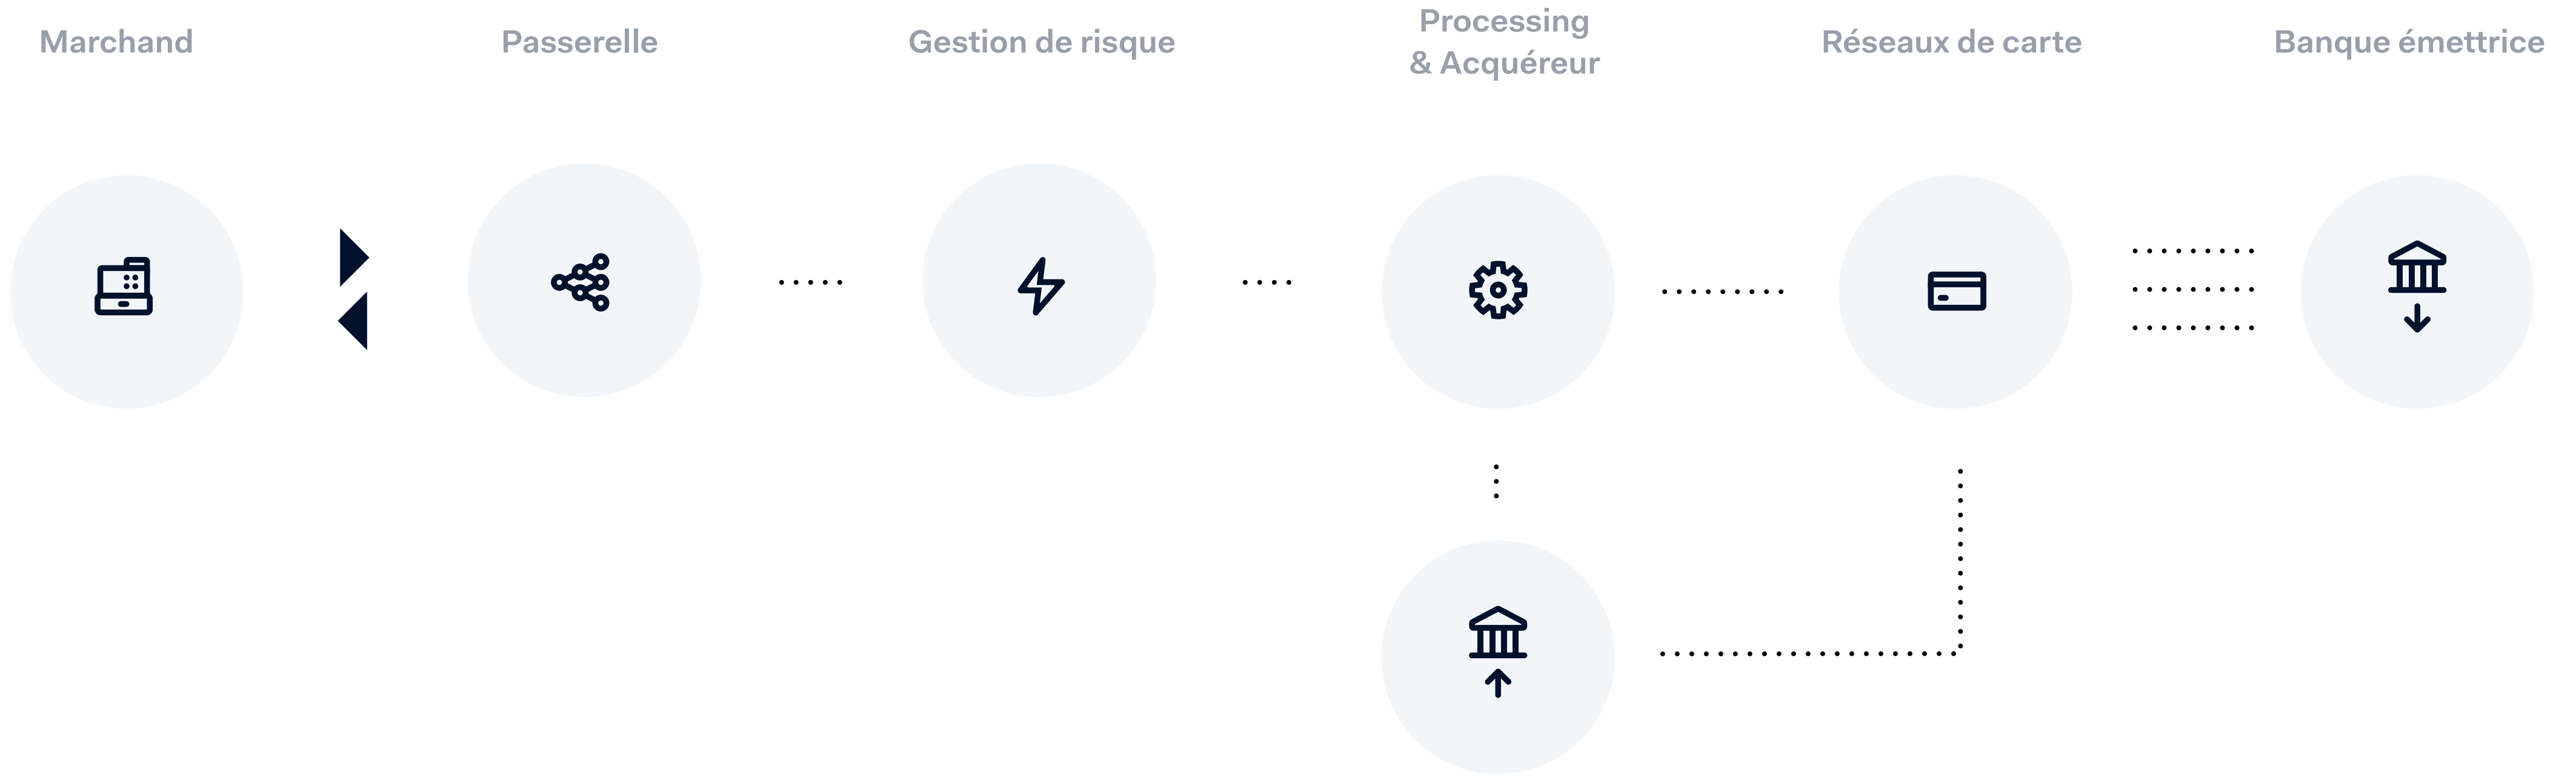 Marchand
Passerelle
Gestion de risque
Processing
& Acquéreur
Réseaux de carte
Banque émettrice